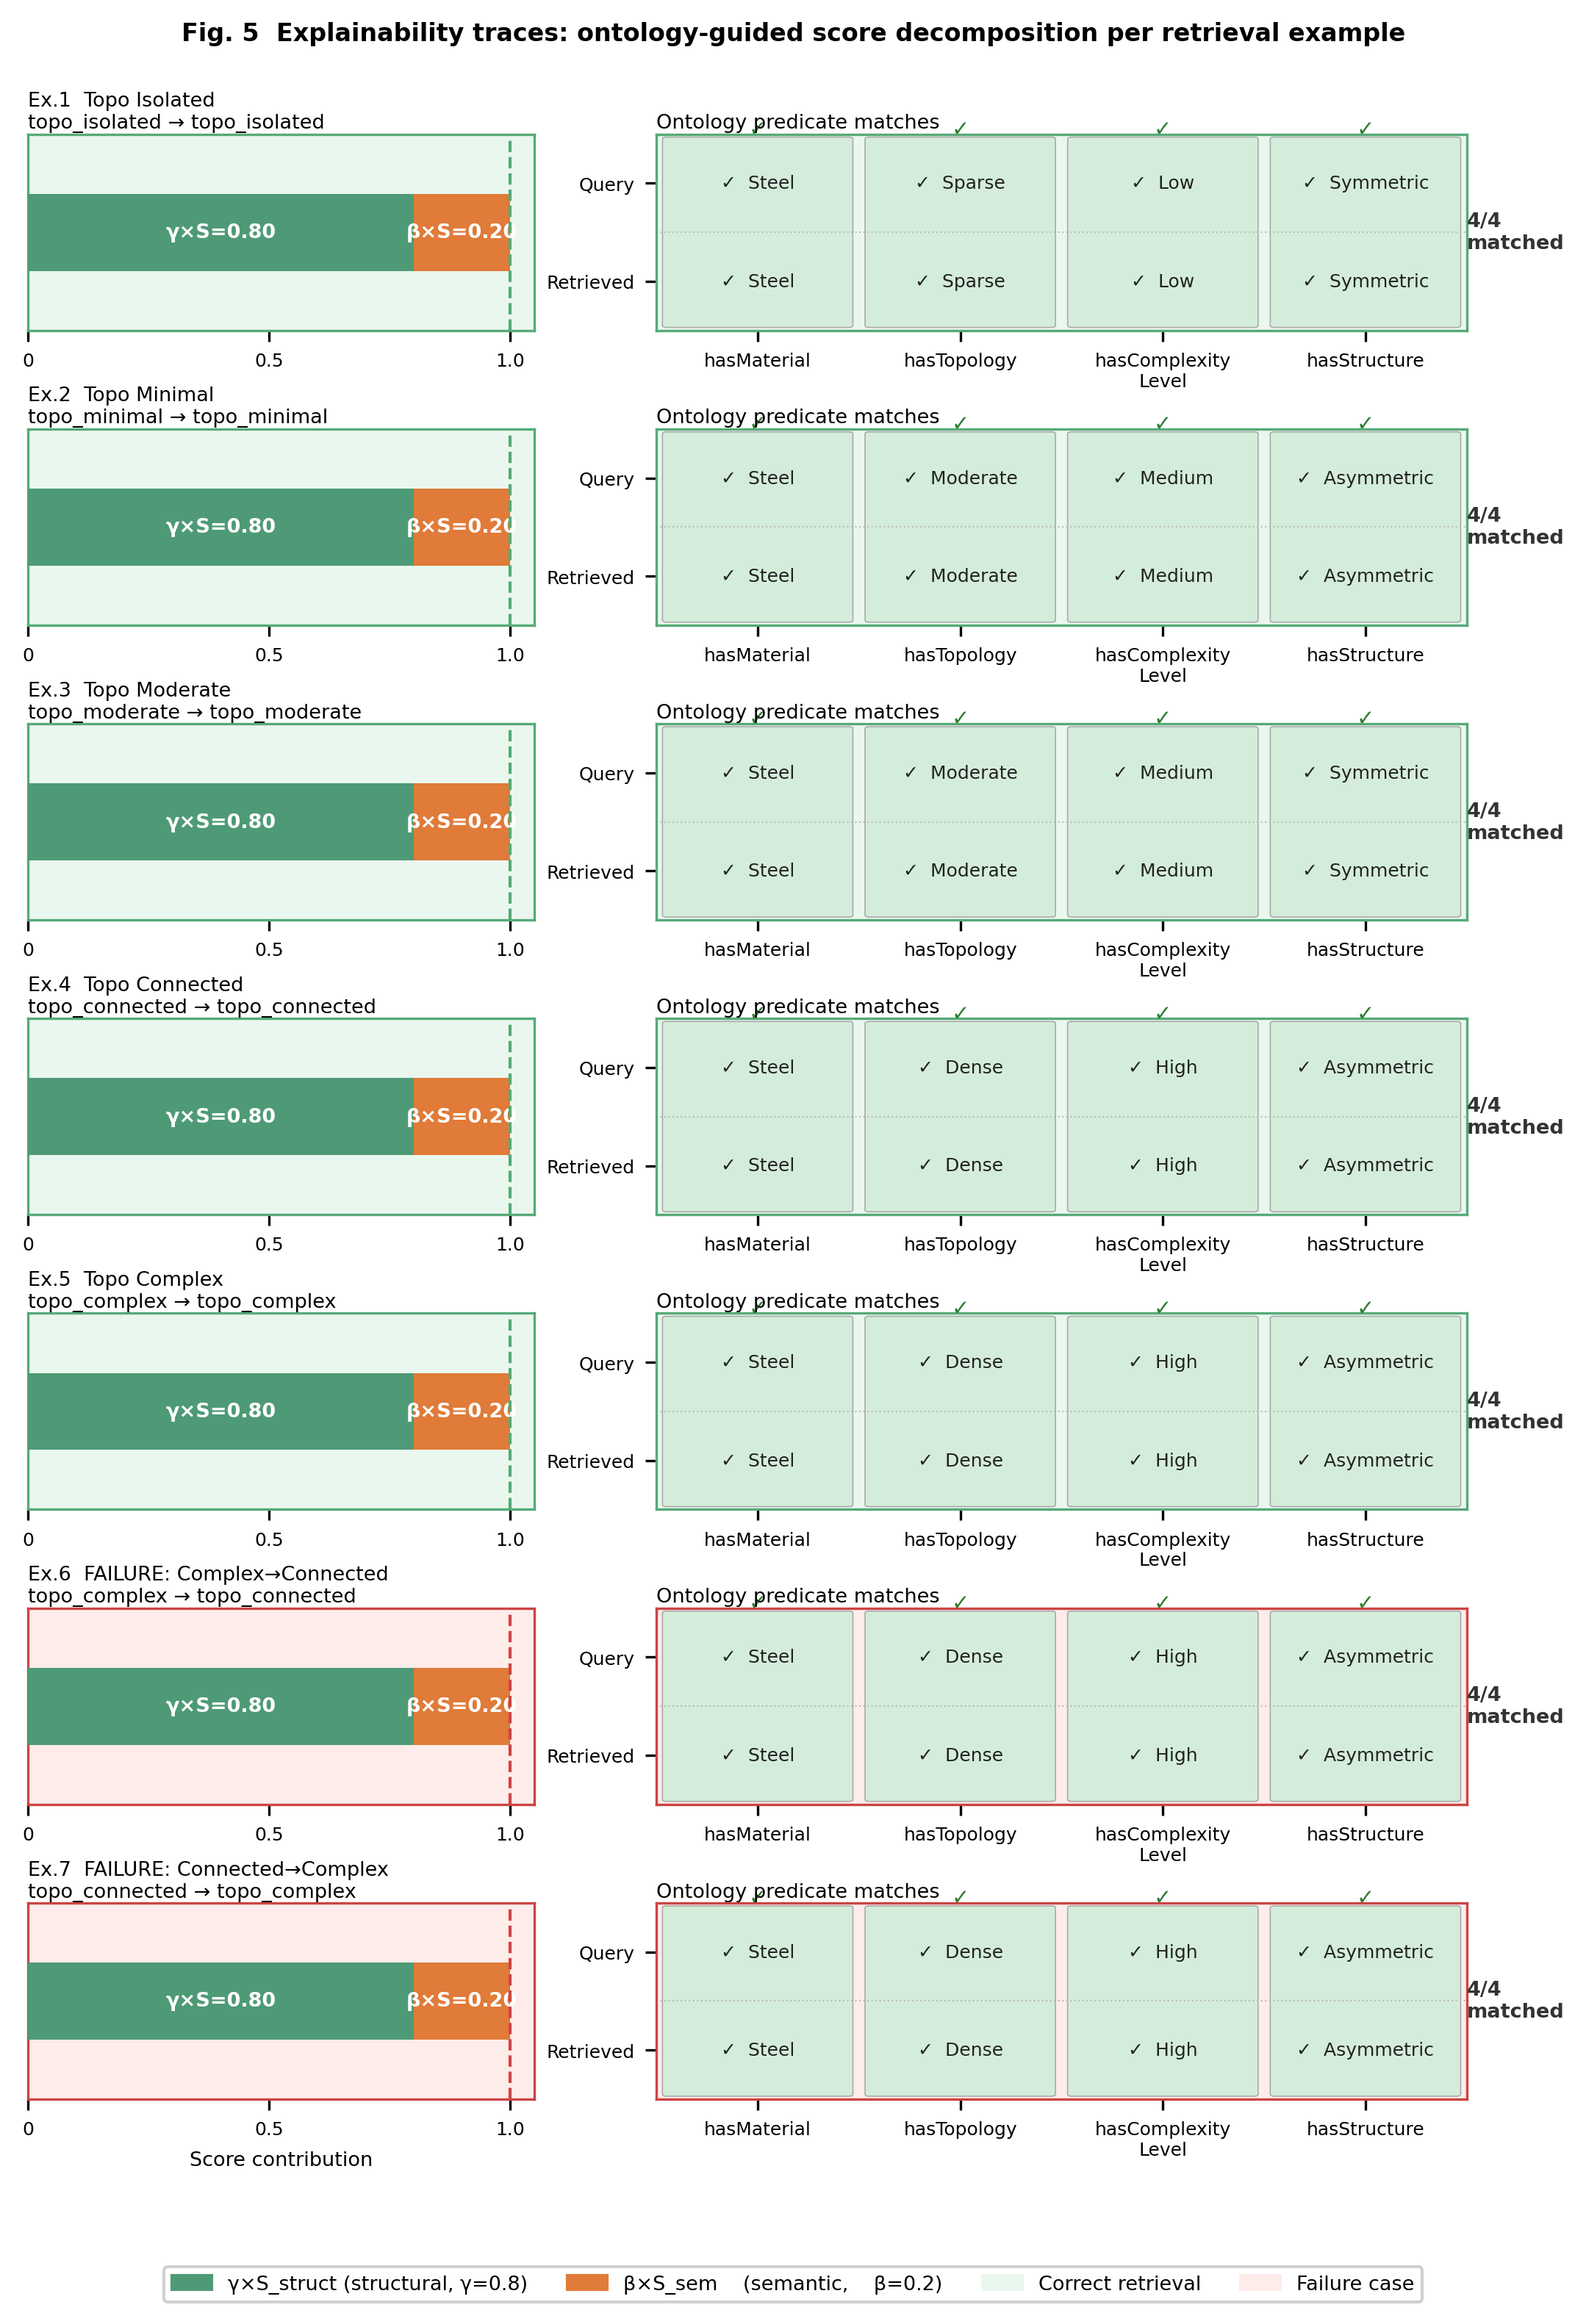 Fig. 5  Explainability traces: ontology-guided score decomposition per retrieval example
Ex.1  Topo Isolated
topo_isolated → topo_isolated
Ontology predicate matches
✓ ✓ ✓ ✓
γ×S=0.80 β×S=0.20
Query ✓ Steel ✓ Sparse ✓ Low ✓ Symmetric
4/4
matched
Retrieved ✓ Steel ✓ Sparse ✓ Low ✓ Symmetric
0 0.5 1.0
hasMaterial hasTopology hasComplexity hasStructure
Level
Ex.2  Topo Minimal
topo_minimal → topo_minimal
Ontology predicate matches
✓ ✓ ✓ ✓
γ×S=0.80 β×S=0.20
Query ✓ Steel ✓ Moderate ✓ Medium ✓ Asymmetric
4/4
matched
Retrieved ✓ Steel ✓ Moderate ✓ Medium ✓ Asymmetric
0 0.5 1.0
hasMaterial hasTopology hasComplexity hasStructure
Level
Ex.3  Topo Moderate
topo_moderate → topo_moderate
Ontology predicate matches
✓ ✓ ✓ ✓
γ×S=0.80 β×S=0.20
Query ✓ Steel ✓ Moderate ✓ Medium ✓ Symmetric
4/4
matched
Retrieved ✓ Steel ✓ Moderate ✓ Medium ✓ Symmetric
0 0.5 1.0
hasMaterial hasTopology hasComplexity hasStructure
Level
Ex.4  Topo Connected
topo_connected → topo_connected
Ontology predicate matches
✓ ✓ ✓ ✓
γ×S=0.80 β×S=0.20
Query ✓ Steel ✓ Dense ✓ High ✓ Asymmetric
4/4
matched
Retrieved ✓ Steel ✓ Dense ✓ High ✓ Asymmetric
0 0.5 1.0
hasMaterial hasTopology hasComplexity hasStructure
Level
Ex.5  Topo Complex
topo_complex → topo_complex
Ontology predicate matches
✓ ✓ ✓ ✓
γ×S=0.80 β×S=0.20
Query ✓ Steel ✓ Dense ✓ High ✓ Asymmetric
4/4
matched
Retrieved ✓ Steel ✓ Dense ✓ High ✓ Asymmetric
0 0.5 1.0
hasMaterial hasTopology hasComplexity hasStructure
Level
Ex.6  FAILURE: Complex→Connected
topo_complex → topo_connected
Ontology predicate matches
✓ ✓ ✓ ✓
γ×S=0.80 β×S=0.20
Query ✓ Steel ✓ Dense ✓ High ✓ Asymmetric
4/4
matched
Retrieved ✓ Steel ✓ Dense ✓ High ✓ Asymmetric
0 0.5 1.0
hasMaterial hasTopology hasComplexity hasStructure
Level
Ex.7  FAILURE: Connected→Complex
topo_connected → topo_complex
Ontology predicate matches
✓ ✓ ✓ ✓
γ×S=0.80 β×S=0.20
Query ✓ Steel ✓ Dense ✓ High ✓ Asymmetric
4/4
matched
Retrieved ✓ Steel ✓ Dense ✓ High ✓ Asymmetric
0 0.5 1.0
hasMaterial hasTopology hasComplexity hasStructure
Level
Score contribution
γ×S_struct (structural, γ=0.8) β×S_sem (semantic, β=0.2) Correct retrieval Failure case